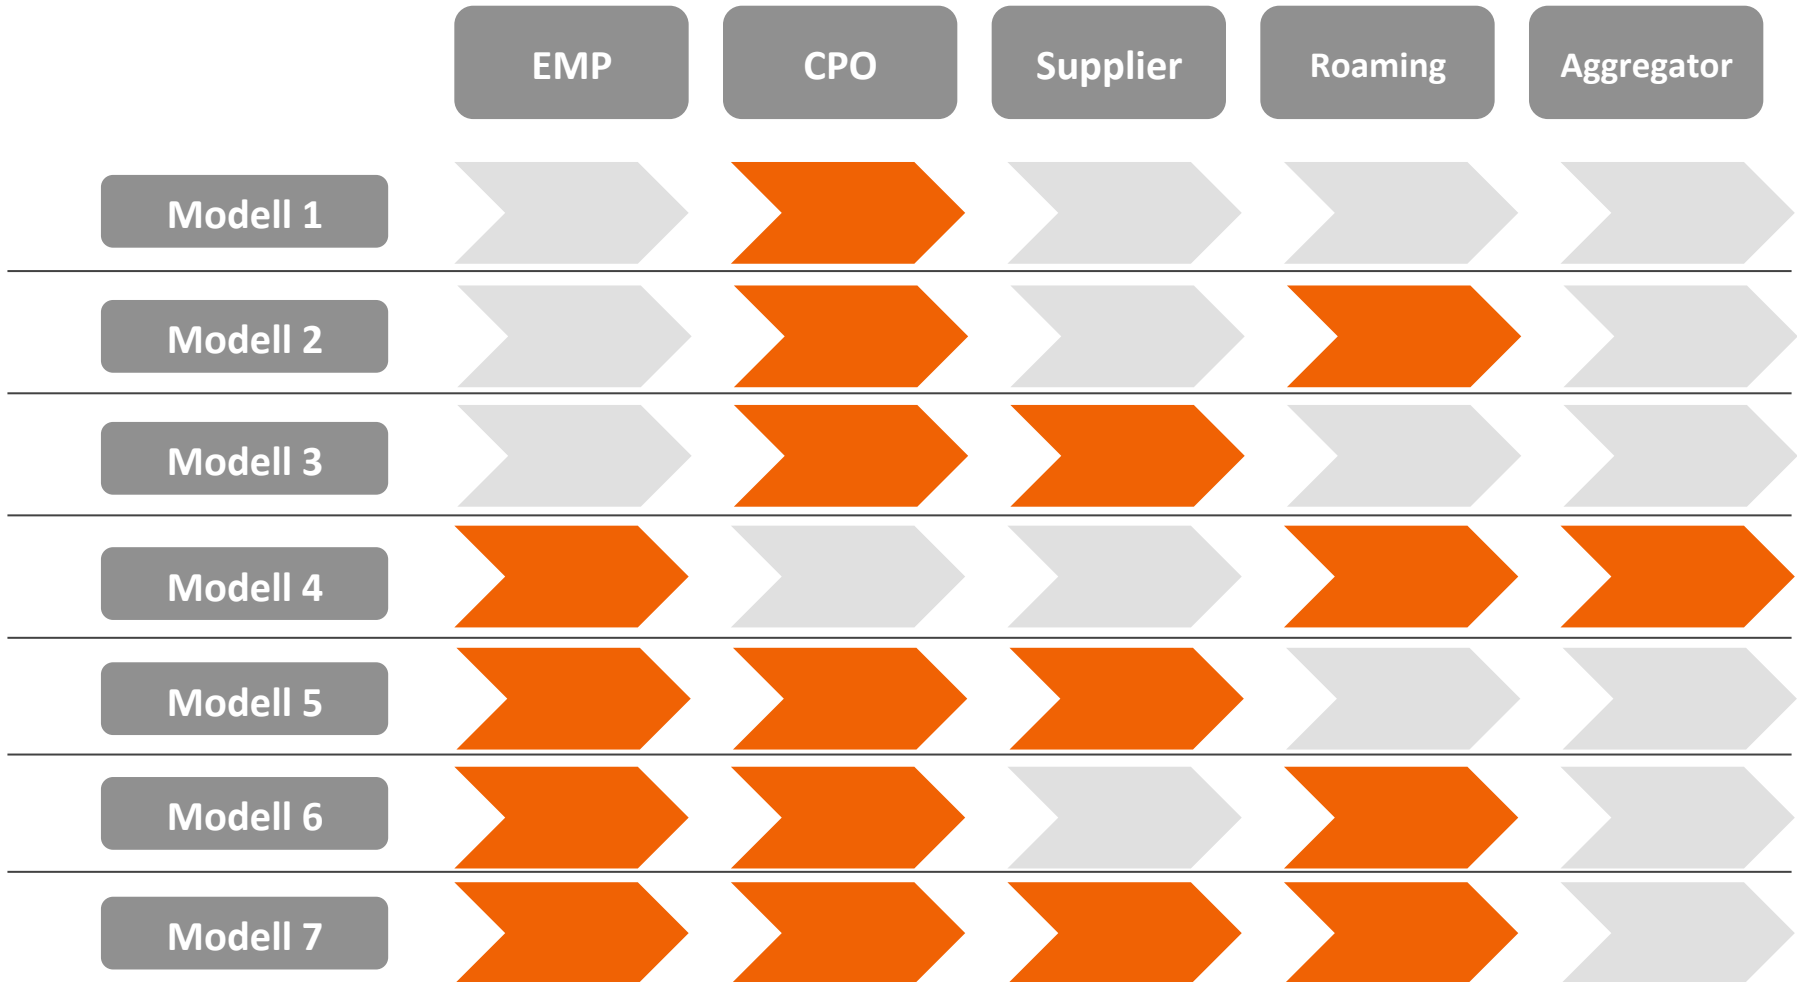 EMP
CPO
Supplier
Roaming
Aggregator
Modell 1
Modell 2
Modell 3
Modell 4
Modell 5
Modell 6
Modell 7